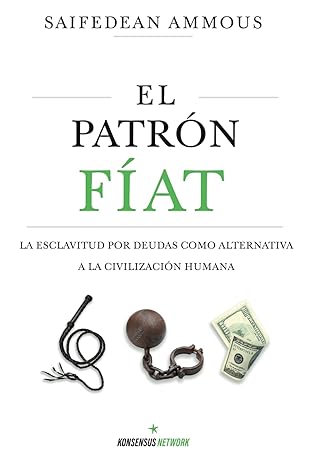 SAIFEDEAN AMMOUS
EL
PATRÓN
FÍAT
LA ESCLAVITUD POR DEUDAS COMO ALTERNATIVA
A LA CIVILIZACIÓN HUMANA
KONSENSUS NETWORK